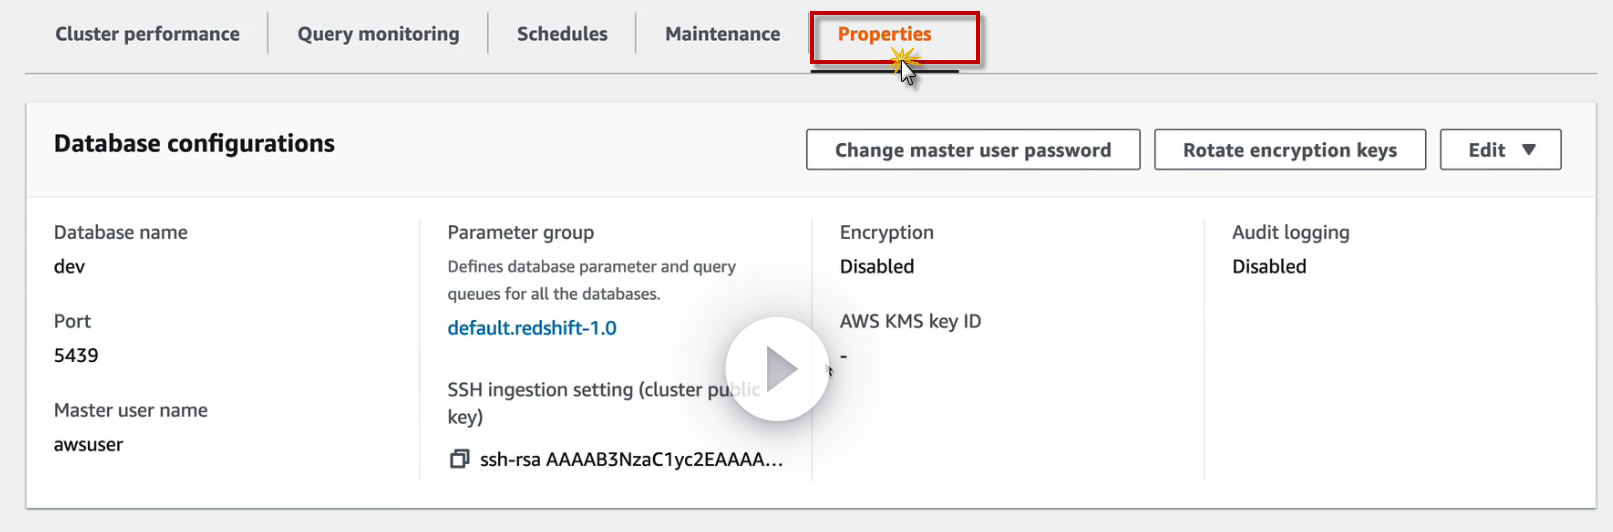 Cluster performance
Query monitoring
Schedules
Maintenance
Properties
Database configurations
Change master user password
Rotate encryption keys
Edit
Database name
dev
Port
5439
Master user name
awsuser
Parameter group
Defines database parameter and query
queues for all the databases.
default.redshift-1.0
SSH ingestion setting (cluster public
key)
ssh-rsa AAAAB3NzaC1yc2EAAAA...
Encryption
Disabled
AWS KMS key ID
-
Audit logging
Disabled